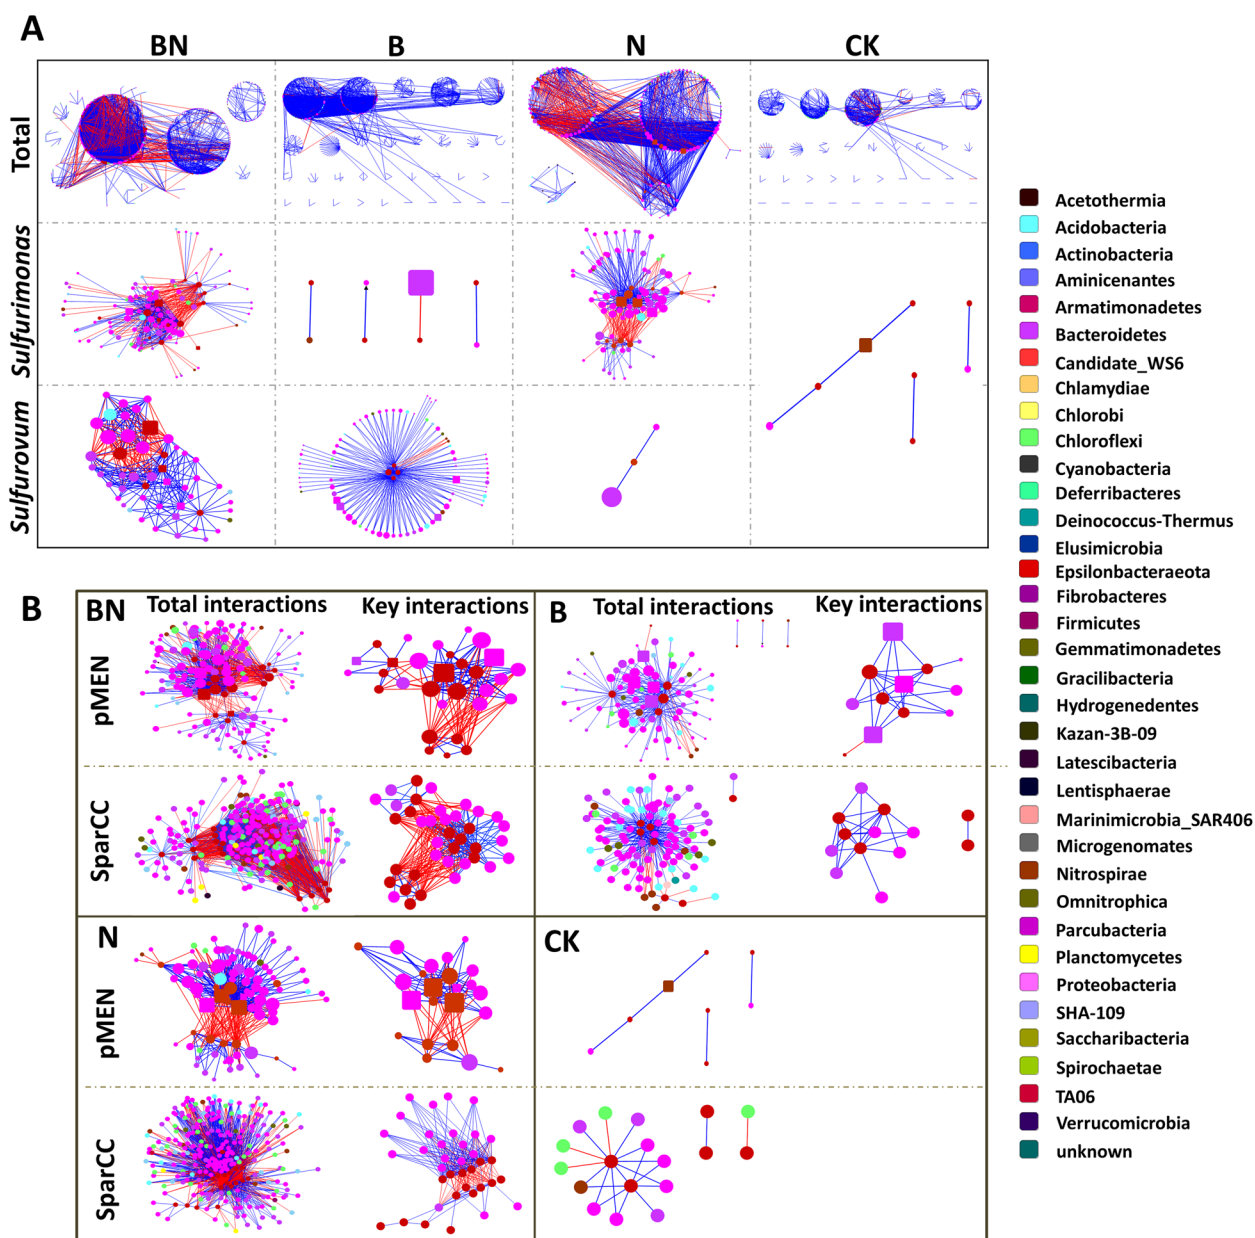 A
BN B N CK
Total
Sulfurimonas
Sulfurovum
B
BN Total interactions Key interactions B Total interactions Key interactions
pMEN
SparCC
N CK
pMEN
SparCC
Acetothermia
Acidobacteria
Actinobacteria
Aminicenantes
Armatimonadetes
Bacteroidetes
Candidate_WS6
Chlamydiae
Chlorobi
Chloroflexi
Cyanobacteria
Deferribacteres
Deinococcus-Thermus
Elusimicrobia
Epsilonbacteraeota
Fibrobacteres
Firmicutes
Gemmatimonadetes
Gracilibacteria
Hydrogenedentes
Kazan-3B-09
Latescibacteria
Lentisphaerae
Marinimicrobia_SAR406
Microgenomates
Nitrospirae
Omnitrophica
Parcubacteria
Planctomycetes
Proteobacteria
SHA-109
Saccharibacteria
Spirochaetae
TA06
Verrucomicrobia
unknown